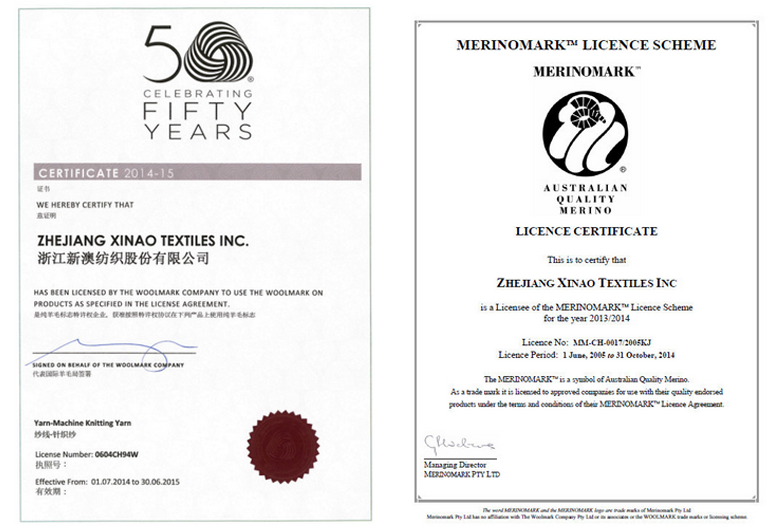 50
CELEBRATING
FIFTY
YEARS
CERTIFICATE 2014-15
证书
WE HEREBY CERTIFY THAT
兹证明
ZHEJIANG XINAO TEXTILES INC.
浙江新澳纺织股份有限公司
HAS BEEN LICENSED BY THE WOOLMARK COMPANY TO USE THE WOOLMARK ON
PRODUCTS AS SPECIFIED IN THE LICENSE AGREEMENT.
是纯羊毛标志特许权企业，获准按照特许权协议在下列产品上使用纯羊毛标志
SIGNED ON BEHALF OF THE WOOLMARK COMPANY
代表国际羊毛局签署
Yarn-Machine Knitting Yarn
纱线-针织纱
License Number: 0604CH94W
执照号：
Effective From: 01.07.2014 to 30.06.2015
有效期：
MERINOMARK™ LICENCE SCHEME
MERINOMARK™
AUSTRALIAN
QUALITY
MERINO
LICENCE CERTIFICATE
This is to certify that
ZHEJIANG XINAO TEXTILES INC
is a Licensee of the MERINOMARK™ Licence Scheme
for the year 2013/2014
Licence No: MM-CH-0017/2005KJ
Licence Period: 1 June, 2005 to 31 October, 2014
The MERINOMARK™ is a symbol of Australian Quality Merino.
As a trade mark it is licensed to approved companies for use with their quality endorsed
products under the terms and conditions of their MERINOMARK™ Licence Agreement.
Managing Director
MERINOMARK PTY LTD
The word MERINOMARK and the MERINOMARK logo are trade marks of Merinomark Pty Ltd
Merinomark Pty Ltd has no affiliation with The Woolmark Company Pty Ltd or its associates or the WOOLMARK trade marks or licensing scheme